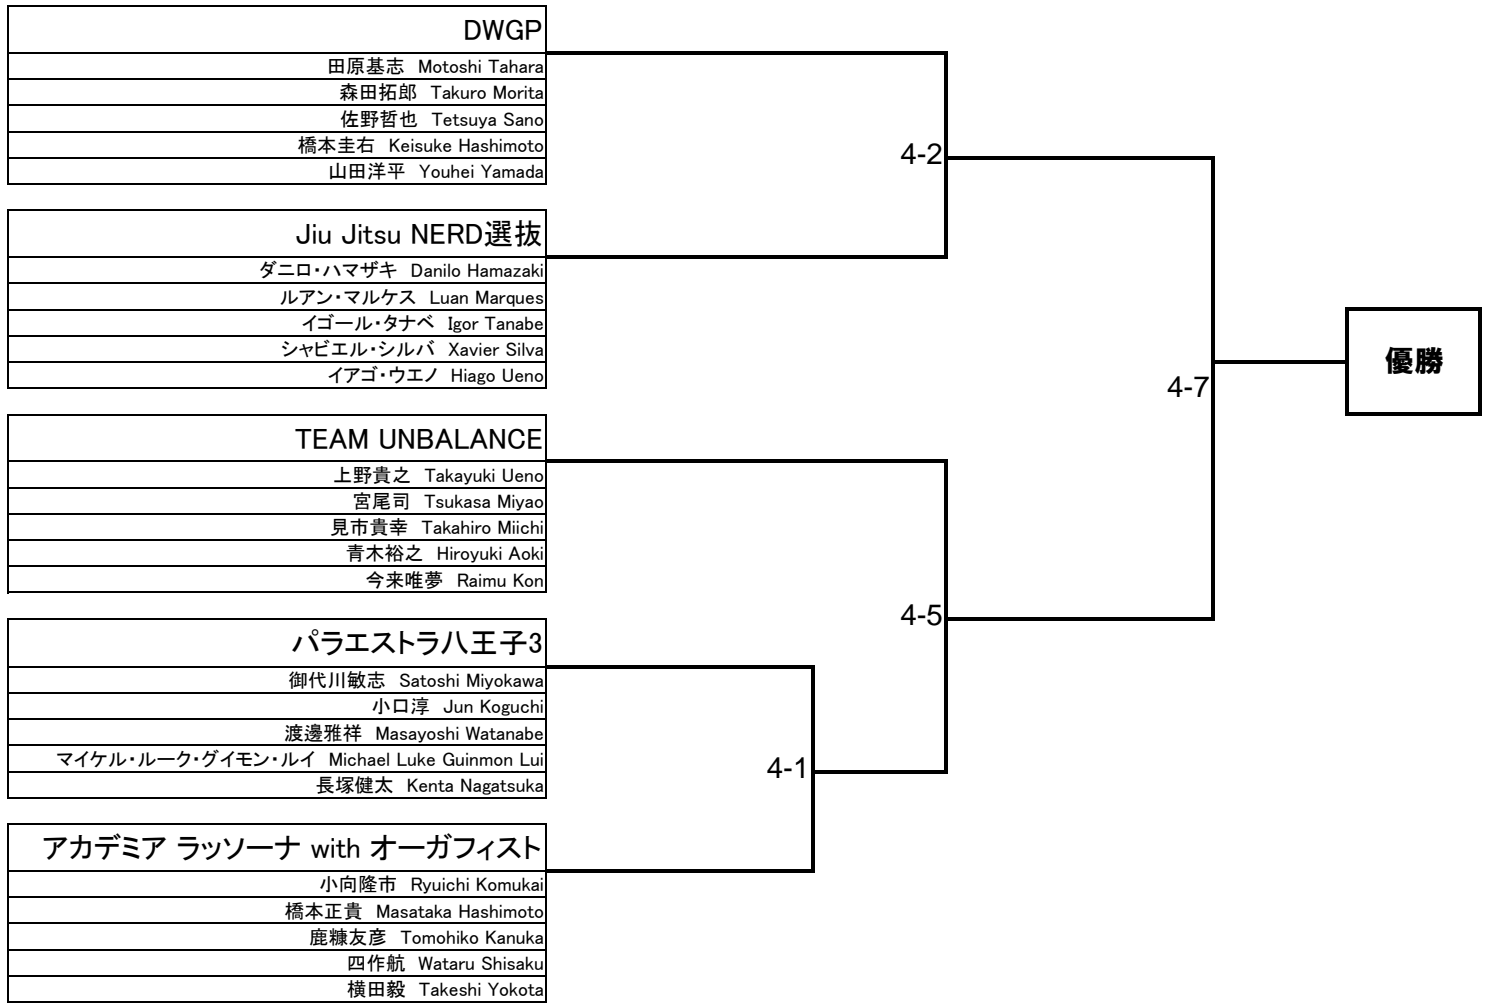 DWGP
田原基志 Motoshi Tahara
森田拓郎 Takuro Morita
佐野哲也 Tetsuya Sano
橋本圭右 Keisuke Hashimoto
山田洋平 Youhei Yamada
4-2
Jiu Jitsu NERD選抜
ダニロ・ハマザキ Danilo Hamazaki
ルアン・マルケス Luan Marques
イゴール・タナベ Igor Tanabe
シャビエル・シルバ Xavier Silva
イアゴ・ウエノ Hiago Ueno
優勝
4-7
TEAM UNBALANCE
上野貴之 Takayuki Ueno
宮尾司 Tsukasa Miyao
見市貴幸 Takahiro Miichi
青木裕之 Hiroyuki Aoki
今来唯夢 Raimu Kon
4-5
パラエストラ八王子3
御代川敏志 Satoshi Miyokawa
小口淳 Jun Koguchi
渡邊雅祥 Masayoshi Watanabe
マイケル・ルーク・グイモン・ルイ Michael Luke Guinmon Lui
長塚健太 Kenta Nagatsuka
4-1
アカデミア ラッソーナ with オーガフィスト
小向隆市 Ryuichi Komukai
橋本正貴 Masataka Hashimoto
鹿糠友彦 Tomohiko Kanuka
四作航 Wataru Shisaku
横田毅 Takeshi Yokota